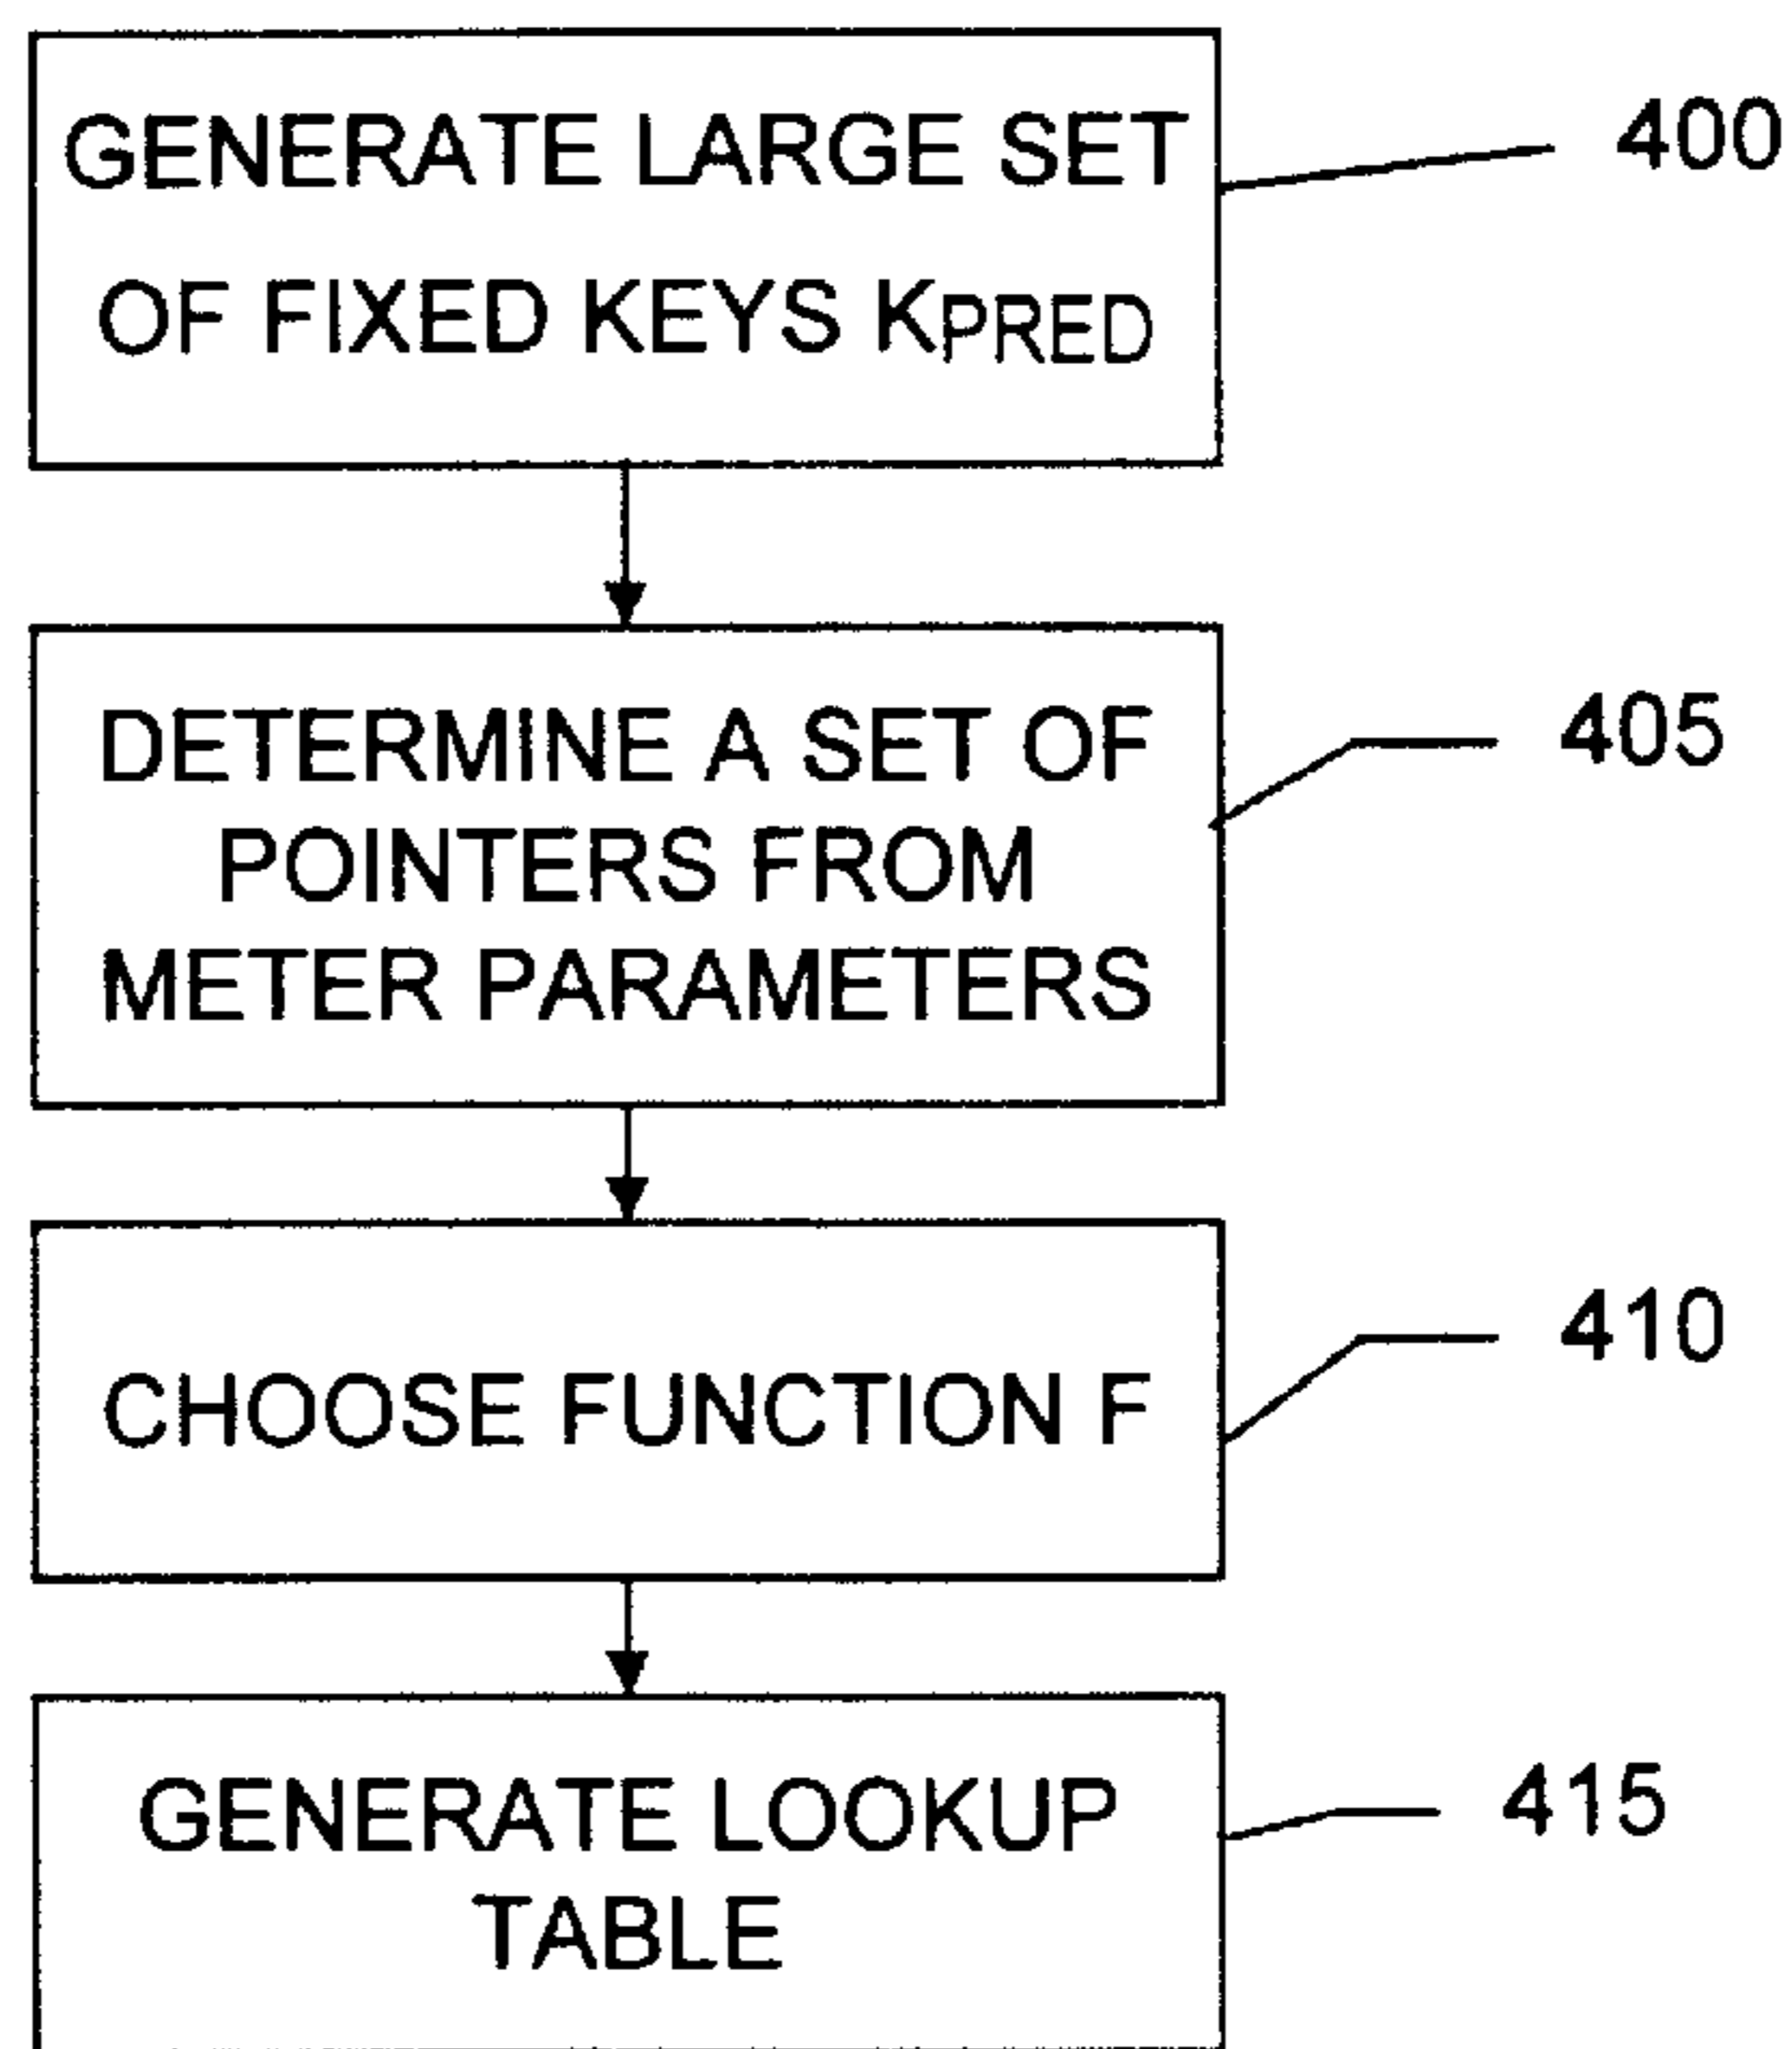 GENERATE LARGE SET
OF FIXED KEYS KPRED
400
DETERMINE A SET OF
POINTERS FROM
METER PARAMETERS
405
CHOOSE FUNCTION F
410
GENERATE LOOKUP
TABLE
415